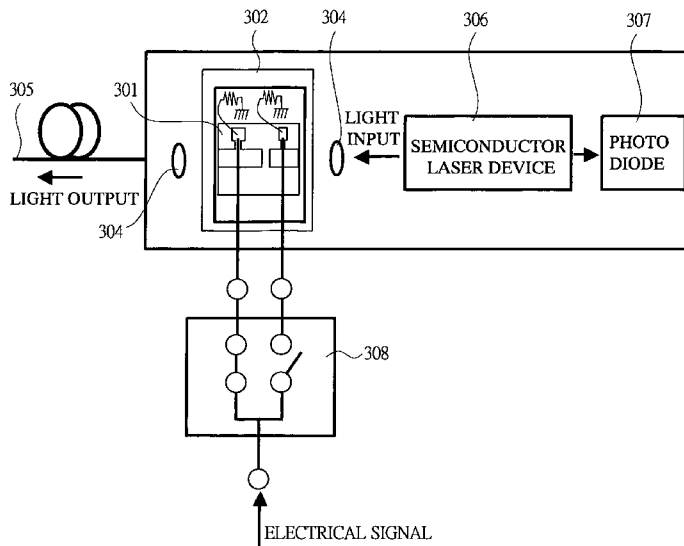 302
304
306
307
301
305
LIGHT INPUT
SEMICONDUCTOR
LASER DEVICE
PHOTO
DIODE
LIGHT OUTPUT
304
308
ELECTRICAL SIGNAL